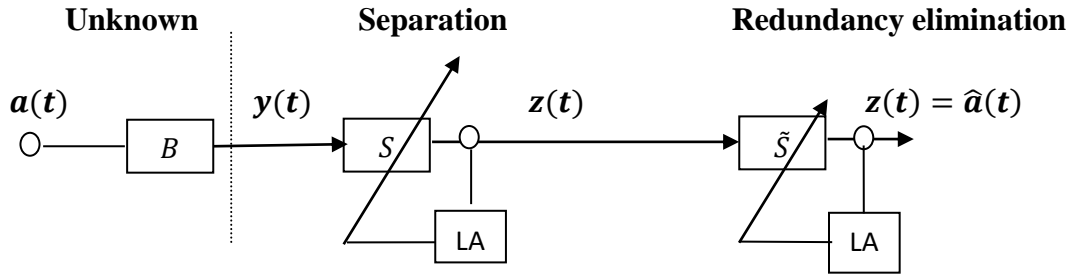 Unknown Separation Redundancy elimination
a(t) y(t) z(t) z(t) = â(t)
B S S̃
LA LA